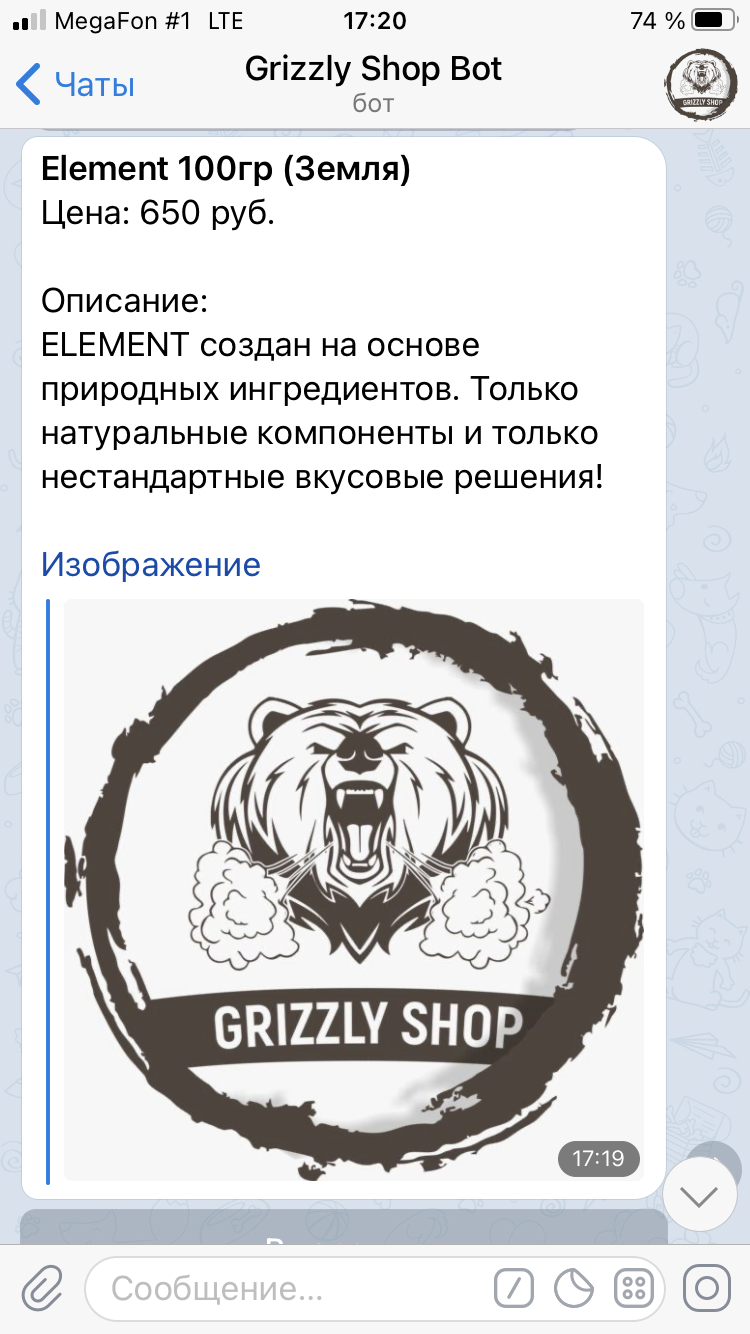 MegaFon #1 LTE 17:20 74 %
Чаты
Grizzly Shop Bot
бот
GRIZZLY SHOP
Element 100гр (Земля)
Цена: 650 руб.
Описание:
ELEMENT создан на основе
природных ингредиентов. Только
натуральные компоненты и только
нестандартные вкусовые решения!
Изображение
GRIZZLY SHOP
17:19
Сообщение...